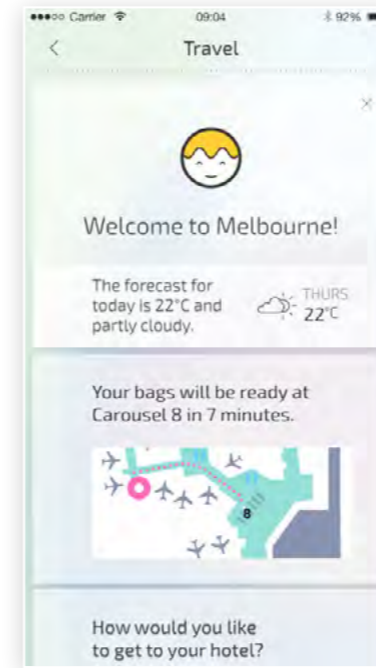 Carrier 09:04 92%
Travel
Welcome to Melbourne!
The forecast for
today is 22°C and
partly cloudy.
THURS
22°C
Your bags will be ready at
Carousel 8 in 7 minutes.
8
How would you like
to get to your hotel?